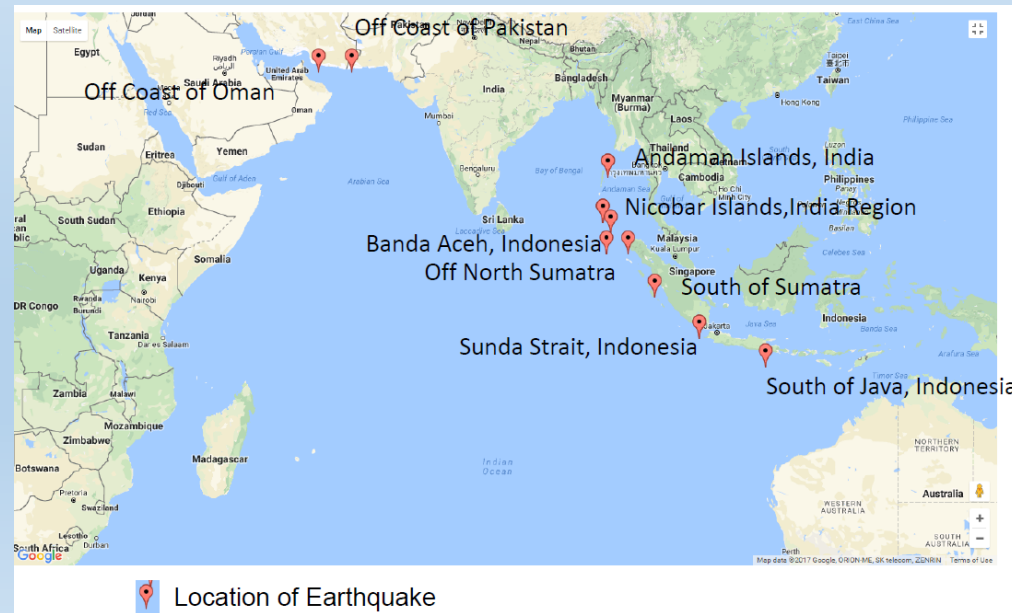 Map Satellite
Off Coast of Pakistan
Nepal
Bhutan
East China Sea
Egypt
Riyadh
الرياض
United Arab
Emirates
Bangladesh
Taipei
臺北市
Taiwan
Off Coast of Oman
Saudi Arabia
India
Myanmar
(Burma)
Hong Kong
Red Sea
Oman
Mumbai
Laos
Philippine Sea
Sudan
Eritrea
Yemen
Thailand
Andaman Islands, India
Djibouti
Gulf of Aden
Arabian Sea
Bengaluru
Bay of Bengal
Cambodia
Philippines
Andaman Sea
Ho Chi
Minh City
Panay
South Sudan
Ethiopia
Nicobar Islands,India Region
Sri Lanka
Laccadive Sea
Basilan
Banda Aceh, Indonesia
Malaysia
Kuala Lumpur
Celebes Sea
Somalia
Off North Sumatra
Singapore
Uganda
Kenya
South of Sumatra
DR Congo
Rwanda
Nairobi
Burundi
Indonesia
Jakarta
Java Sea
Banda Sea
Tanzania
Dar es Salaam
Sunda Strait, Indonesia
Arafura Sea
Timor Sea
South of Java, Indonesia
Zambia
Malawi
Mozambique
Zimbabwe
NORTHERN
TERRITORY
Madagascar
Indian
Ocean
Botswana
Pretoria
Swaziland
Australia
WESTERN
AUSTRALIA
Lesotho
Durban
South Africa
SOUTH
AUSTRALIA
Google
Perth
Map data ©2017 Google, ORION-ME, SK telecom, ZENRIN Terms of Use
Location of Earthquake